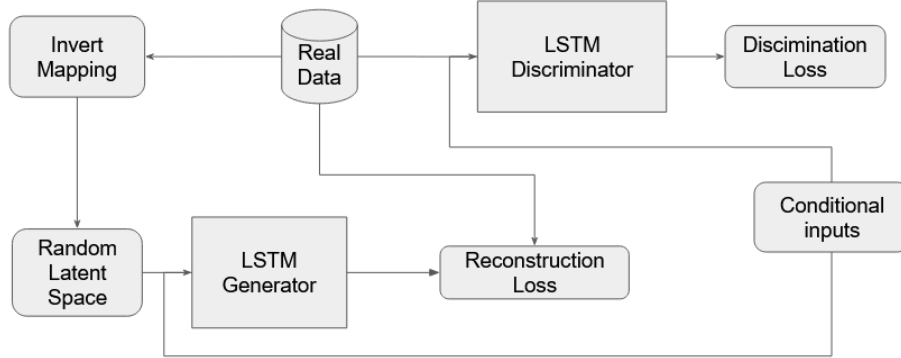 Invert
Mapping
Real
Data
LSTM
Discriminator
Discimination
Loss
Random
Latent
Space
LSTM
Generator
Reconstruction
Loss
Conditional
inputs